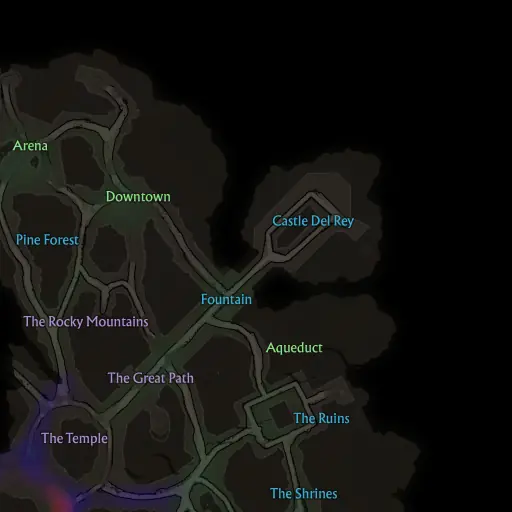 Arena
Downtown
Castle Del Rey
Pine Forest
Fountain
The Rocky Mountains
Aqueduct
The Great Path
The Ruins
The Temple
The Shrines